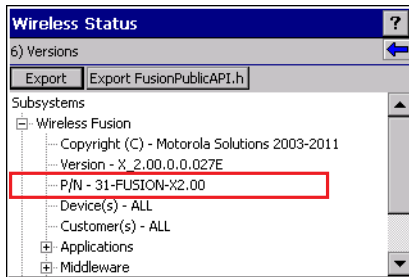 Wireless Status ?
6) Versions
Export Export FusionPublicAPI.h
Subsystems
Wireless Fusion
Copyright (C) - Motorola Solutions 2003-2011
Version - X_2.00.0.0.027E
P/N - 31-FUSION-X2.00
Device(s) - ALL
Customer(s) - ALL
Applications
Middleware